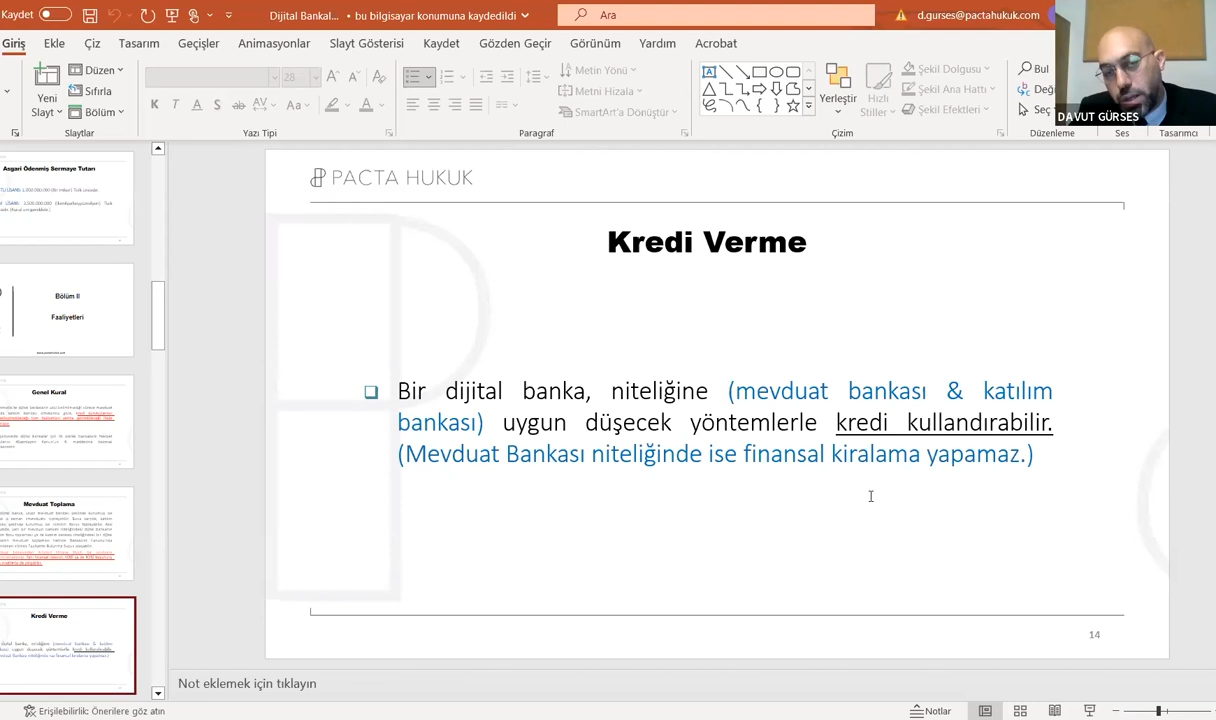 Kaydet
Dijital Bankal... • bu bilgisayar konumuna kaydedildi
Ara
d.gurses@pactahukuk.com
Giriş Ekle Çiz Tasarım Geçişler Animasyonlar Slayt Gösterisi Kaydet Gözden Geçir Görünüm Yardım Acrobat
Yeni
Slayt
Düzen
Sıfırla
Bölüm
Slaytlar
28
K T A S ab AV Aa A
Yazı Tipi
Metin Yönü
Metni Hizala
SmartArt'a Dönüştür
Paragraf
Yerleştir
Hızlı
Stiller
Şekil Dolgusu
Şekil Ana Hattı
Şekil Efektleri
Çizim
Bul
Seç
Düzenleme
Ses
Tasarımcı
DAVUT GÜRSES
Asgari Ödenmiş Sermaye Tutarı
Bölüm II
Faaliyetleri
Genel Kural
Mevduat Toplama
Kredi Verme
PACTA HUKUK
Kredi Verme
Bir dijital banka, niteliğine (mevduat bankası & katılım
bankası) uygun düşecek yöntemlerle kredi kullandırabilir.
(Mevduat Bankası niteliğinde ise finansal kiralama yapamaz.)
14
Not eklemek için tıklayın
Erişilebilirlik: Önerilere göz atın
Notlar